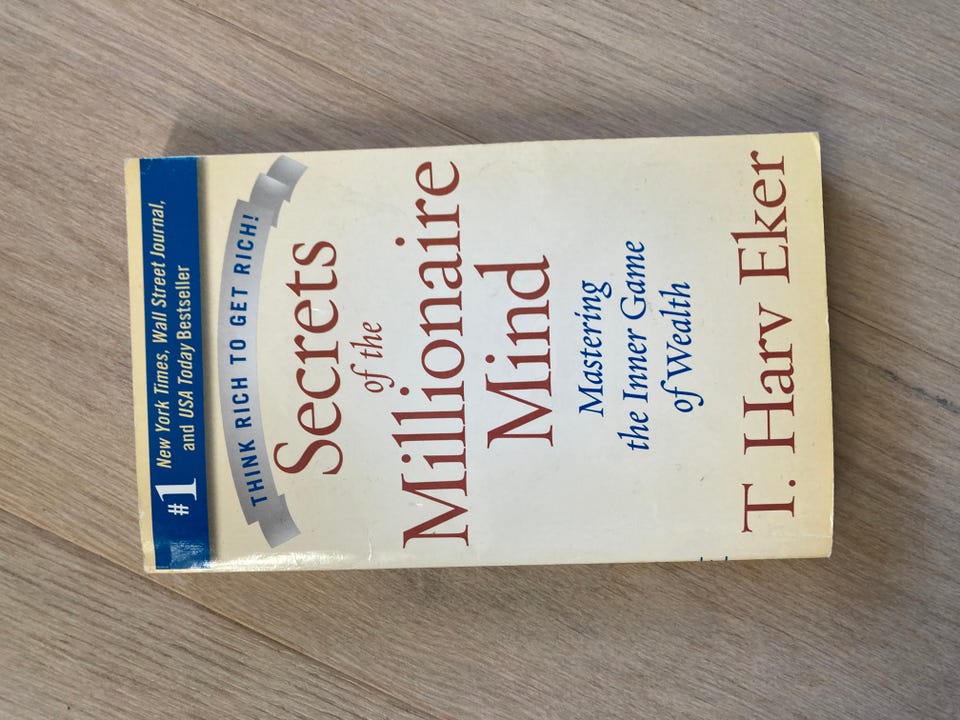 #1 New York Times, Wall Street Journal,
and USA Today Bestseller
THINK RICH TO GET RICH!
Secrets
of the
Millionaire
Mind
Mastering
the Inner Game
of Wealth
T. Harv Eker